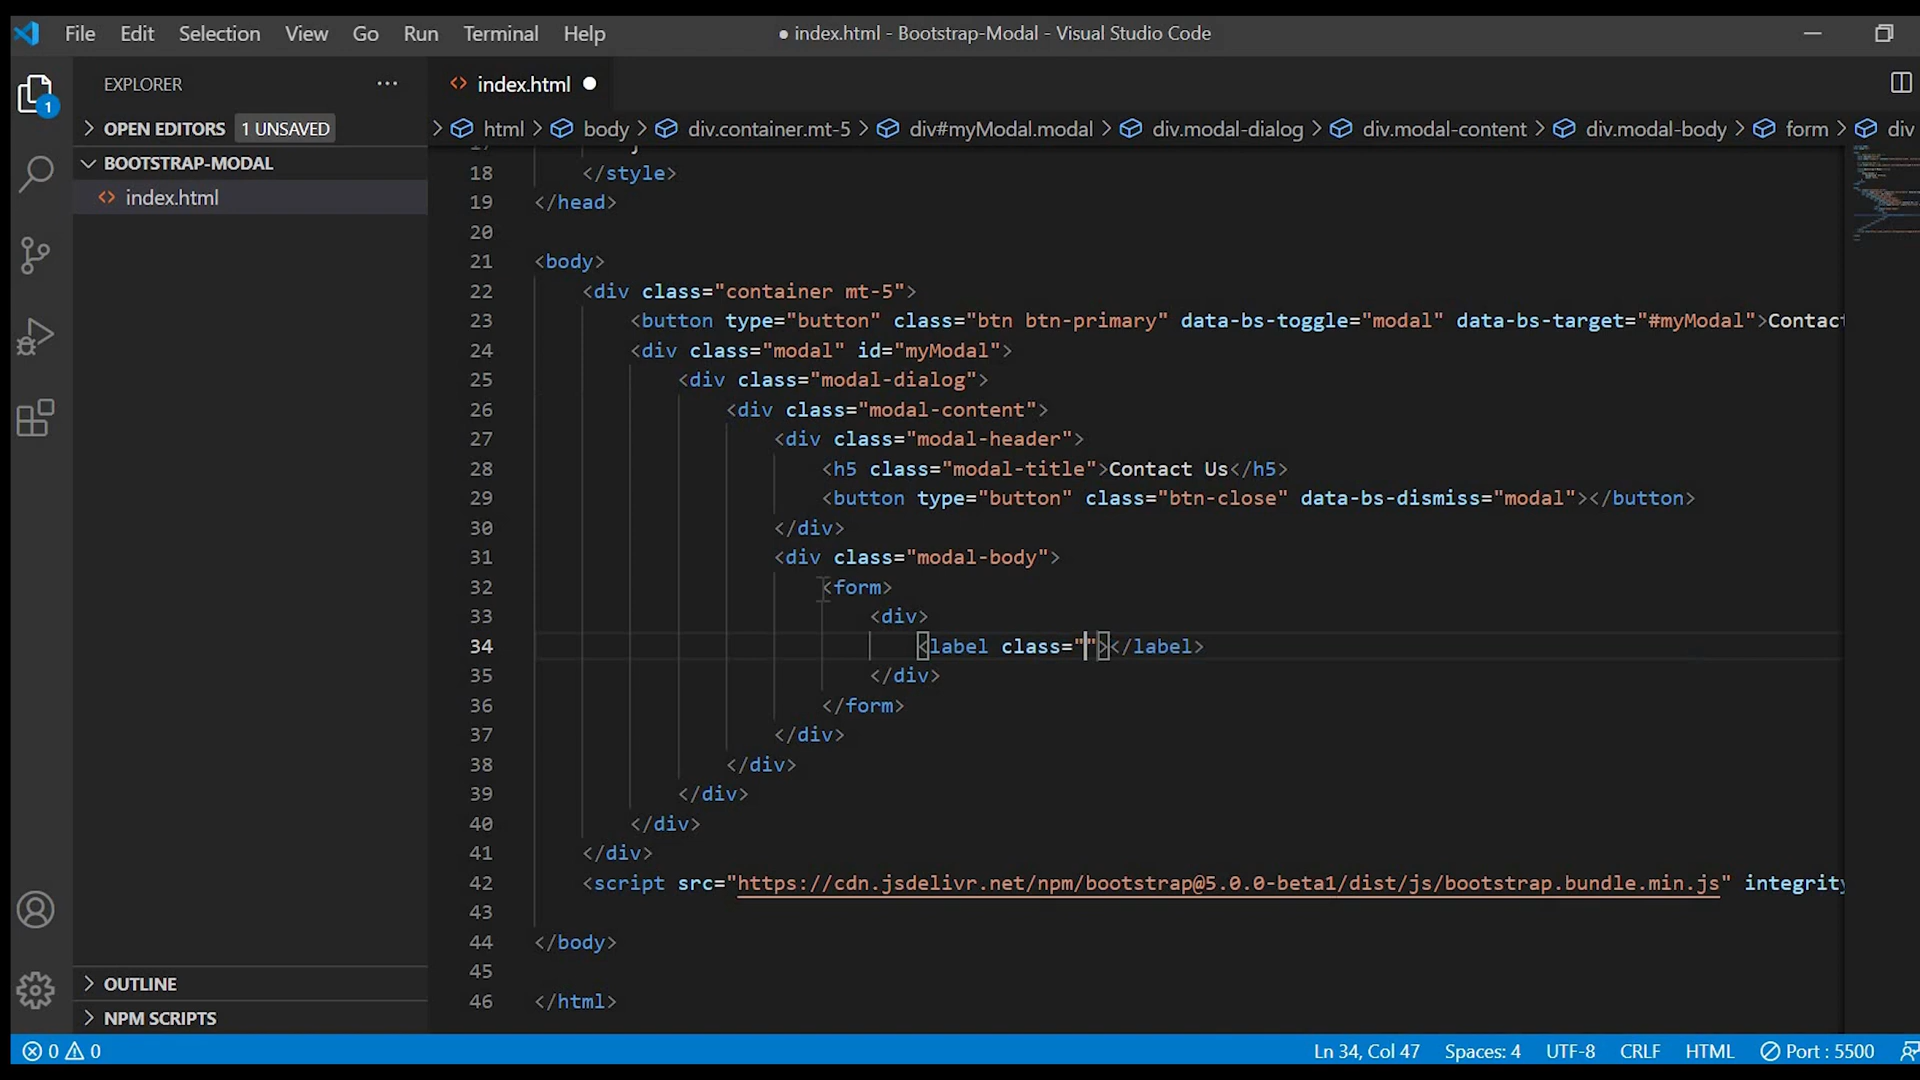 File Edit Selection View Go Run Terminal Help
● index.html - Bootstrap-Modal - Visual Studio Code
EXPLORER ···
1
OPEN EDITORS 1 UNSAVED
BOOTSTRAP-MODAL
index.html
index.html ●
html > body > div.container.mt-5 > div#myModal.modal > div.modal-dialog > div.modal-content > div.modal-body > form > div
18 </style>
19 </head>
20
21 <body>
22 <div class="container mt-5">
23 <button type="button" class="btn btn-primary" data-bs-toggle="modal" data-bs-target="#myModal">Contac
24 <div class="modal" id="myModal">
25 <div class="modal-dialog">
26 <div class="modal-content">
27 <div class="modal-header">
28 <h5 class="modal-title">Contact Us</h5>
29 <button type="button" class="btn-close" data-bs-dismiss="modal"></button>
30 </div>
31 <div class="modal-body">
32 <form>
33 <div>
34 <label class=""></label>
35 </div>
36 </form>
37 </div>
38 </div>
39 </div>
40 </div>
41 </div>
42 <script src="https://cdn.jsdelivr.net/npm/bootstrap@5.0.0-beta1/dist/js/bootstrap.bundle.min.js" integrity
43
44 </body>
45
46 </html>
OUTLINE
NPM SCRIPTS
0 0
Ln 34, Col 47 Spaces: 4 UTF-8 CRLF HTML Port : 5500